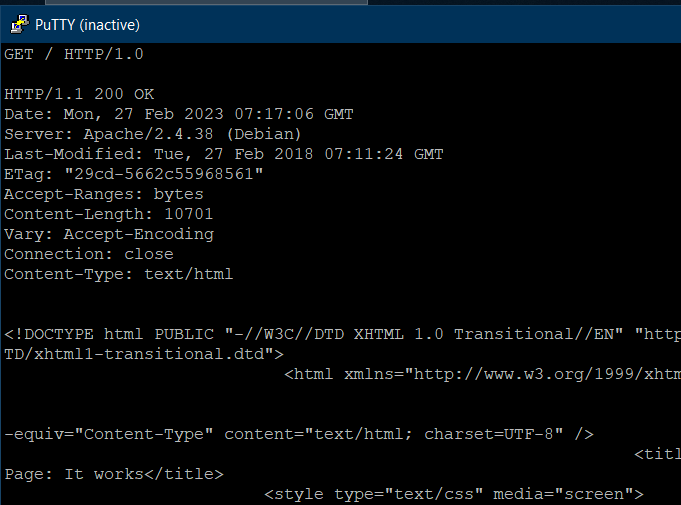 PuTTY (inactive)
GET / HTTP/1.0
HTTP/1.1 200 OK
Date: Mon, 27 Feb 2023 07:17:06 GMT
Server: Apache/2.4.38 (Debian)
Last-Modified: Tue, 27 Feb 2018 07:11:24 GMT
ETag: "29cd-5662c55968561"
Accept-Ranges: bytes
Content-Length: 10701
Vary: Accept-Encoding
Connection: close
Content-Type: text/html
<!DOCTYPE html PUBLIC "-//W3C//DTD XHTML 1.0 Transitional//EN" "http
TD/xhtml1-transitional.dtd">
<html xmlns="http://www.w3.org/1999/xhtm
-equiv="Content-Type" content="text/html; charset=UTF-8" />
<titl
Page: It works</title>
<style type="text/css" media="screen">